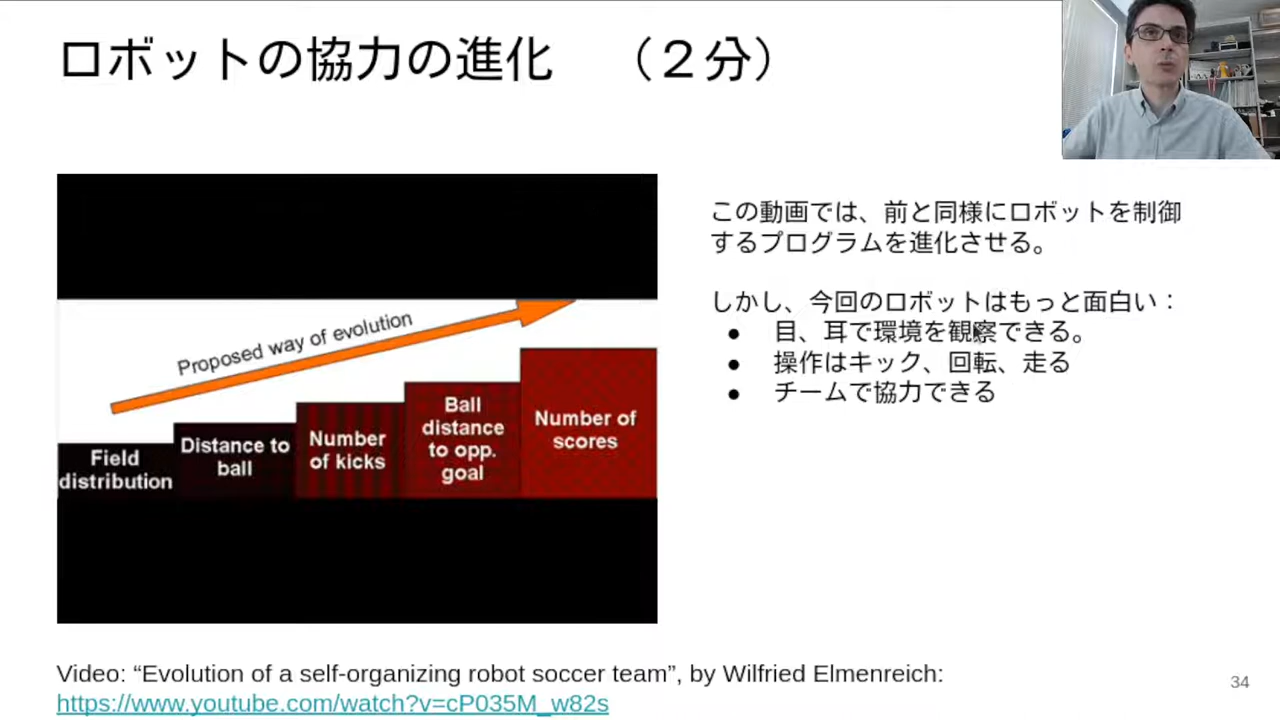 ロボットの協力の進化　（２分）
この動画では、前と同様にロボットを制御
するプログラムを進化させる。
しかし、今回のロボットはもっと面白い：
● 目、耳で環境を観察できる。
● 操作はキック、回転、走る
● チームで協力できる
Proposed way of evolution
Field
distribution
Distance to
ball
Number
of kicks
Ball
distance
to opp.
goal
Number of
scores
Video: “Evolution of a self-organizing robot soccer team”, by Wilfried Elmenreich:
https://www.youtube.com/watch?v=cP035M_w82s
34